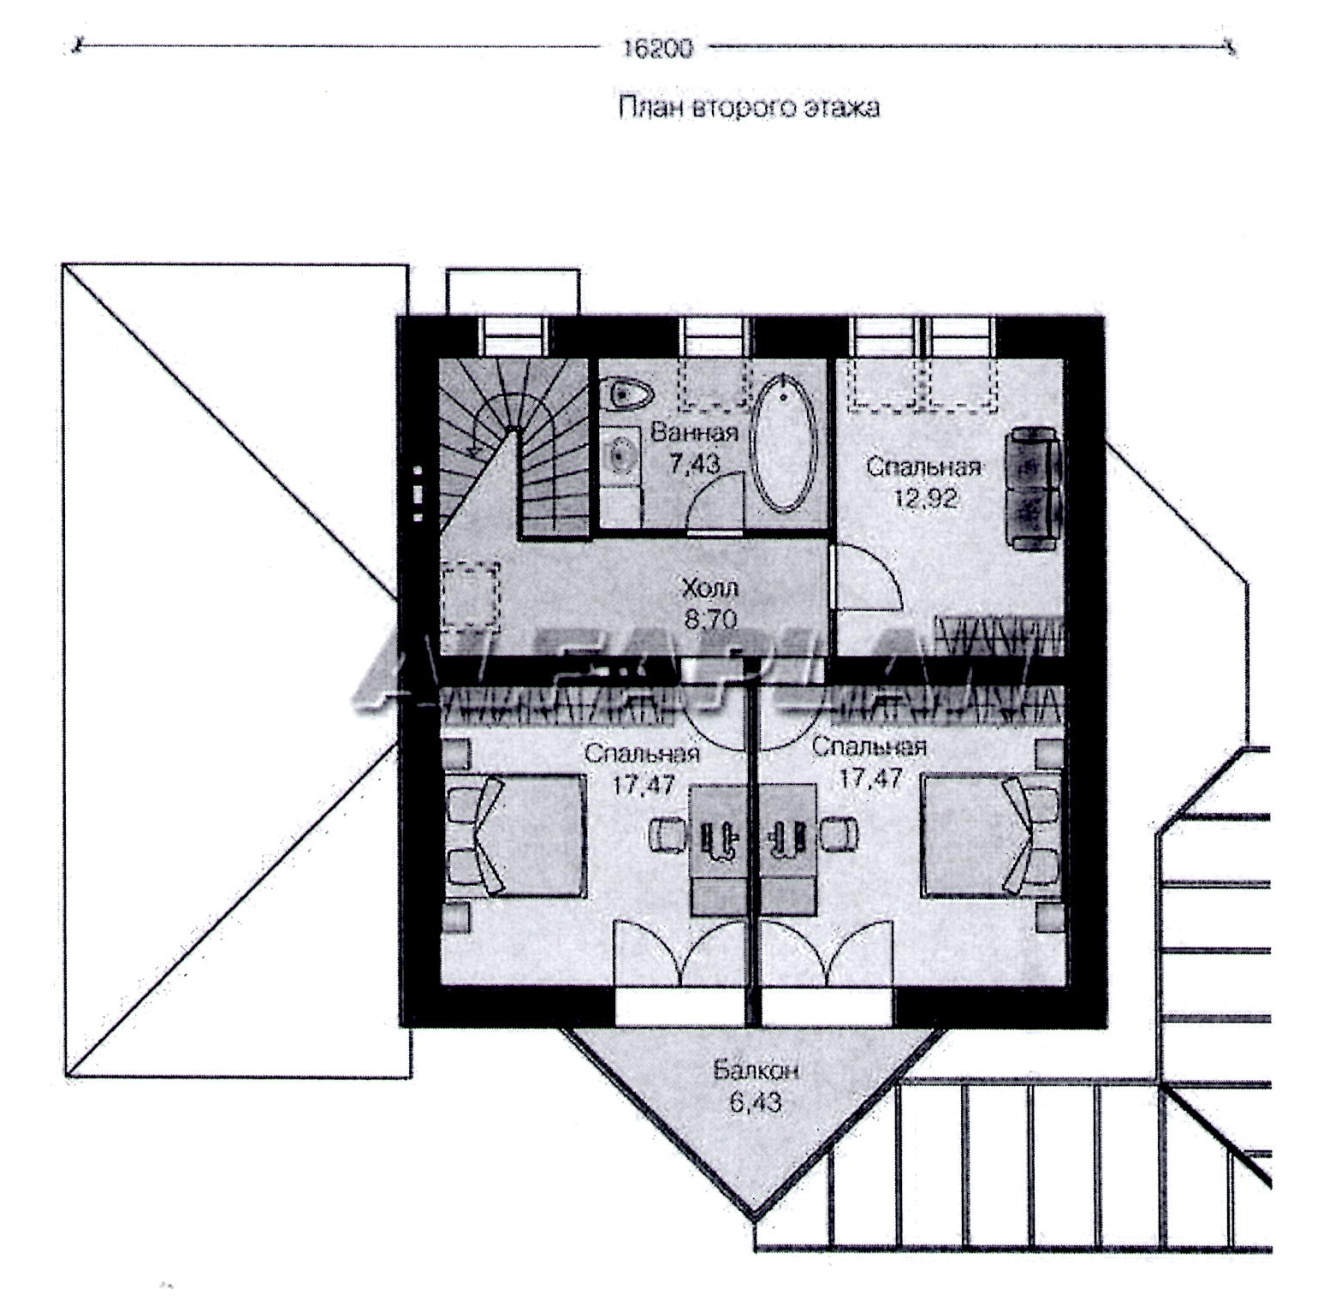 16200
План второго этажа
Ванная
7,43
Спальная
12,92
Холл
8,70
ALFAPLAN
Спальная
17,47
Спальная
17,47
Балкон
6,43